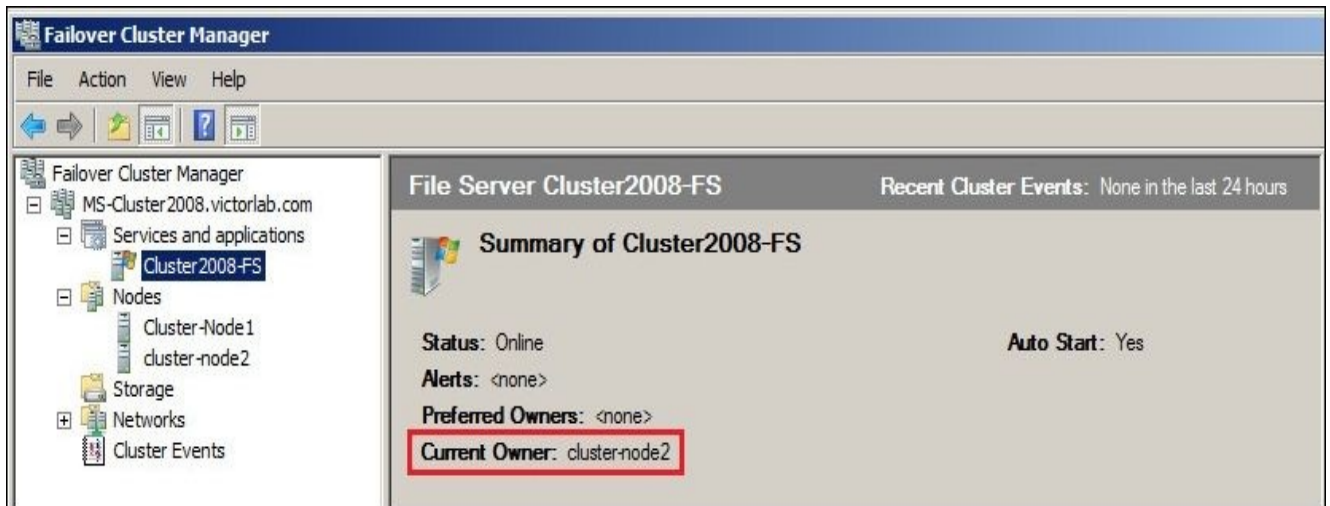 Failover Cluster Manager
File Action View Help
Failover Cluster Manager
MS-Cluster2008.victorlab.com
Services and applications
Cluster2008-FS
Nodes
Cluster-Node1
cluster-node2
Storage
Networks
Cluster Events
File Server Cluster2008-FS Recent Cluster Events: None in the last 24 hours
Summary of Cluster2008-FS
Status: Online Auto Start: Yes
Alerts: <none>
Preferred Owners: <none>
Current Owner: cluster-node2